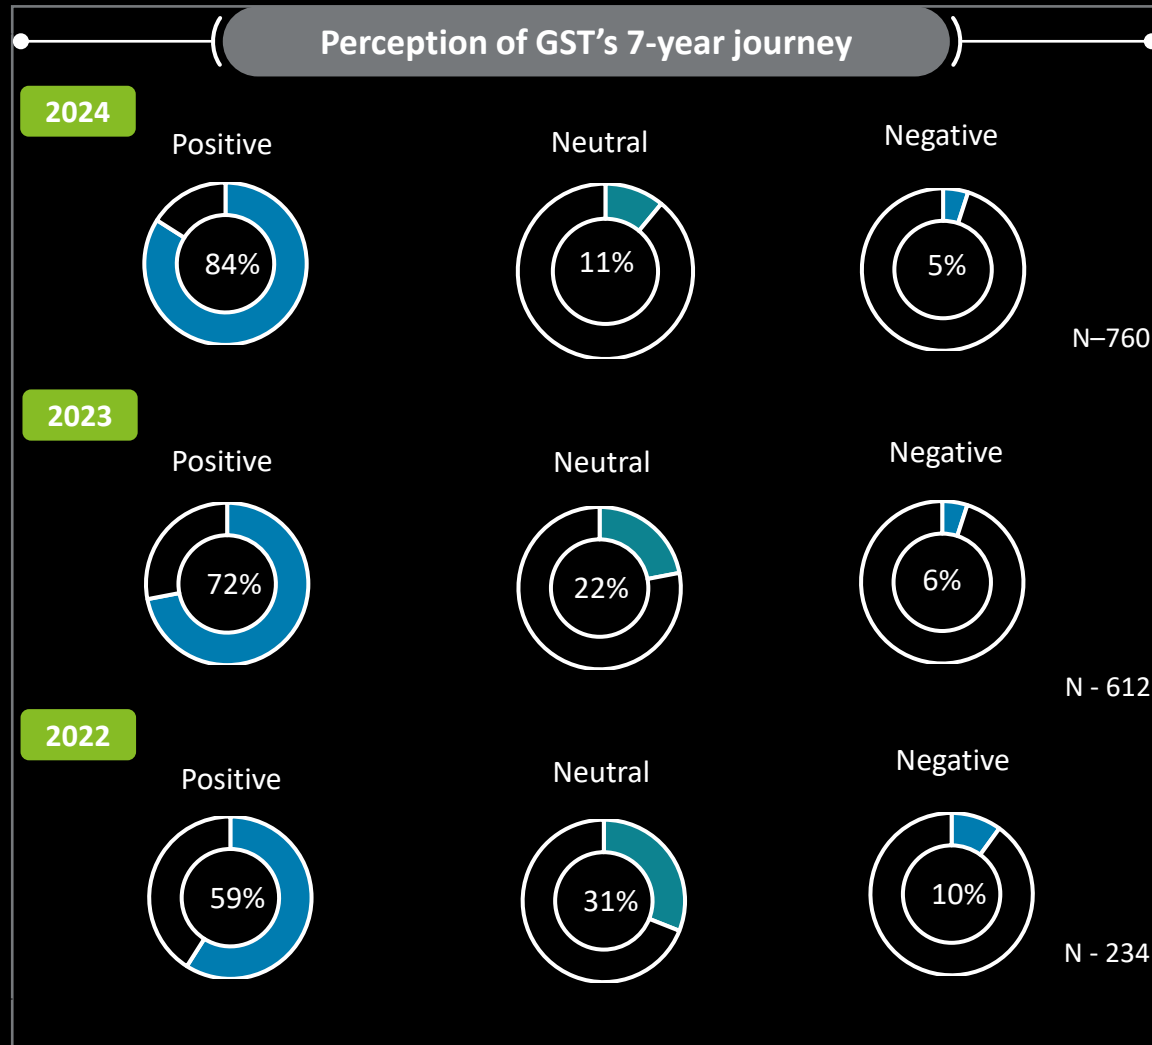 Perception of GST’s 7-year journey
2024
Positive
Neutral
Negative
84%
11%
5%
N–760
2023
Positive
Neutral
Negative
72%
22%
6%
N - 612
2022
Positive
Neutral
Negative
59%
31%
10%
N - 234